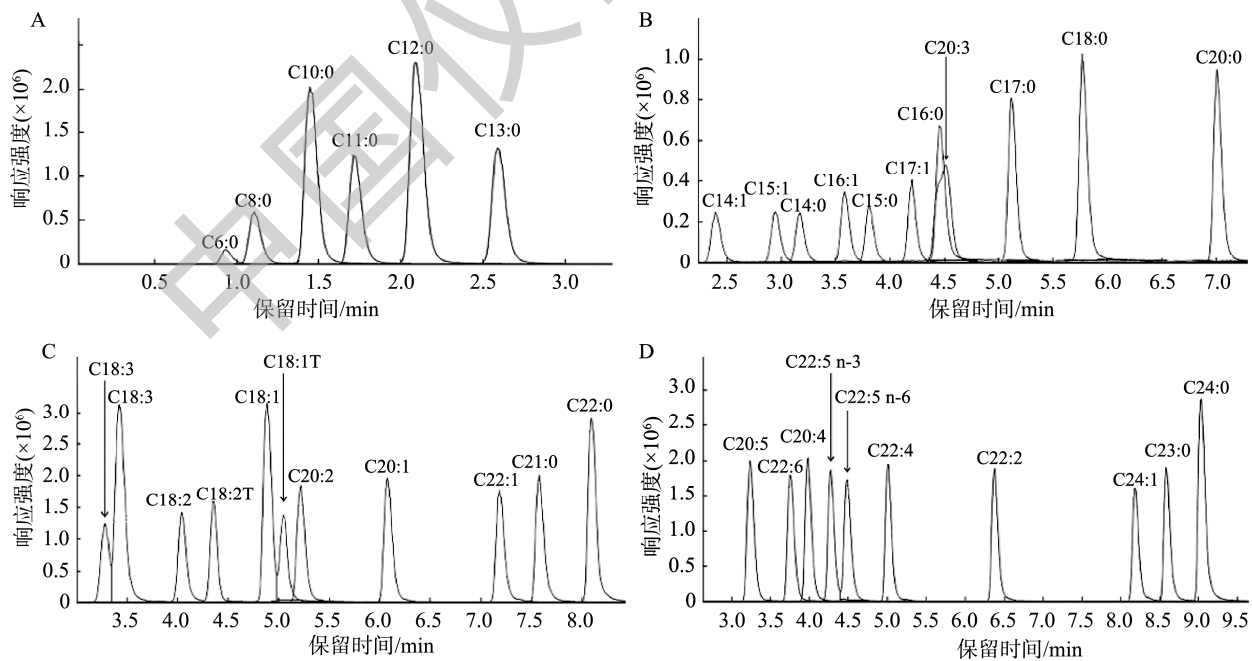 A
响应强度(×10⁶)
2.0
1.5
1.0
0.5
0
C6:0
C8:0
C10:0
C11:0
C12:0
C13:0
0.5 1.0 1.5 2.0 2.5 3.0
保留时间/min
B
响应强度(×10⁶)
1.0
0.8
0.6
0.4
0.2
0
C14:1
C15:1
C14:0
C16:1
C15:0
C17:1
C16:0
C20:3
C17:0
C18:0
C20:0
2.5 3.0 3.5 4.0 4.5 5.0 5.5 6.0 6.5 7.0
保留时间/min
C
响应强度(×10⁶)
3.0
2.5
2.0
1.5
1.0
0.5
0
C18:3
C18:3
C18:2
C18:2T
C18:1
C18:1T
C20:2
C20:1
C22:1
C21:0
C22:0
3.5 4.0 4.5 5.0 5.5 6.0 6.5 7.0 7.5 8.0
保留时间/min
D
响应强度(×10⁶)
3.0
2.5
2.0
1.5
1.0
0.5
0
C20:5
C22:6
C20:4
C22:5 n-3
C22:5 n-6
C22:4
C22:2
C24:1
C23:0
C24:0
3.0 3.5 4.0 4.5 5.0 5.5 6.0 6.5 7.0 7.5 8.0 8.5 9.0 9.5
保留时间/min
中国仪